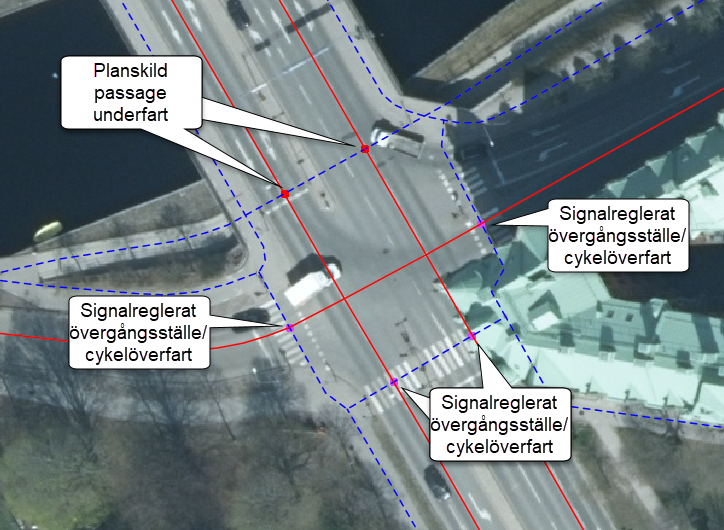 Planskild
passage
underfart
Signalreglerat
övergångsställe/
cykelöverfart
Signalreglerat
övergångsställe/
cykelöverfart
Signalreglerat
övergångsställe/
cykelöverfart